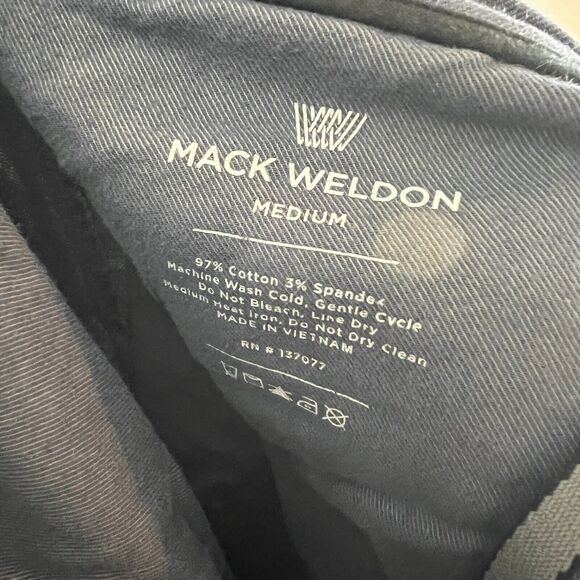 MACK WELDON
MEDIUM
97% Cotton 3% Spandex
Machine Wash Cold, Gentle Cycle
Do Not Bleach, Line Dry
Medium Heat Iron, Do Not Dry Clean
MADE IN VIETNAM
RN # 137077